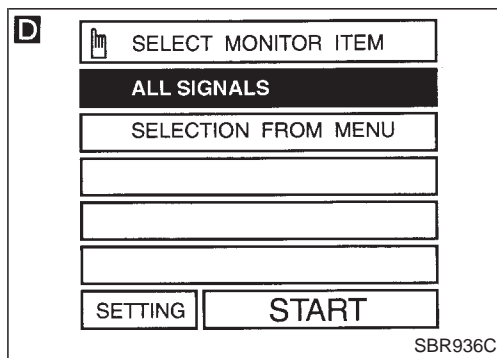 D
SELECT MONITOR ITEM
ALL SIGNALS
SELECTION FROM MENU
SETTING START
SBR936C